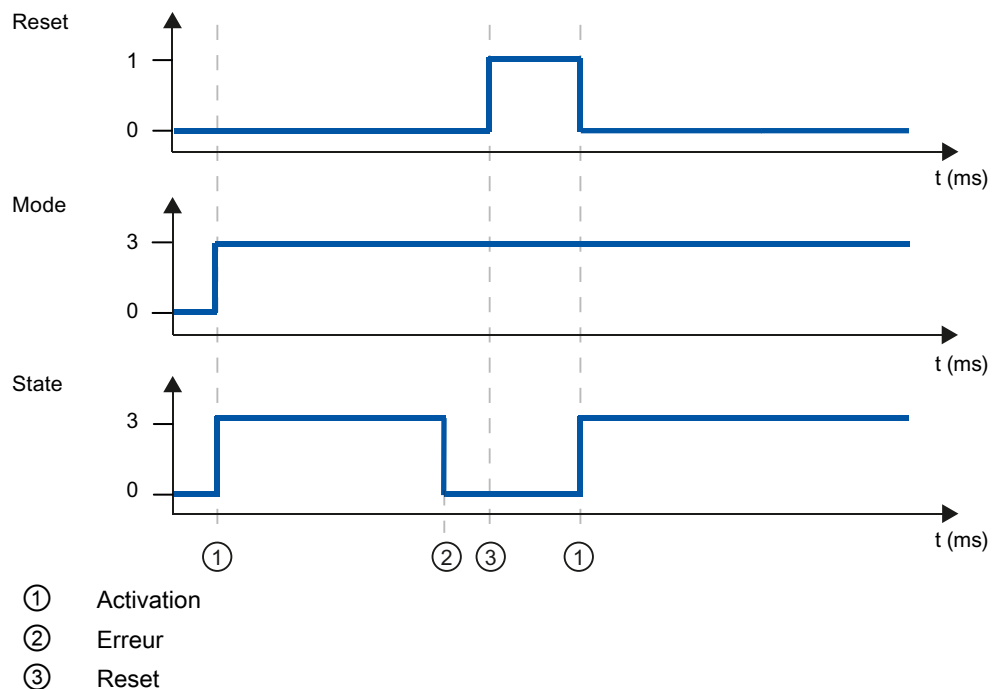 Reset
1
0
t (ms)
Mode
3
0
t (ms)
State
3
0
t (ms)
① ② ③ ①
① Activation
② Erreur
③ Reset